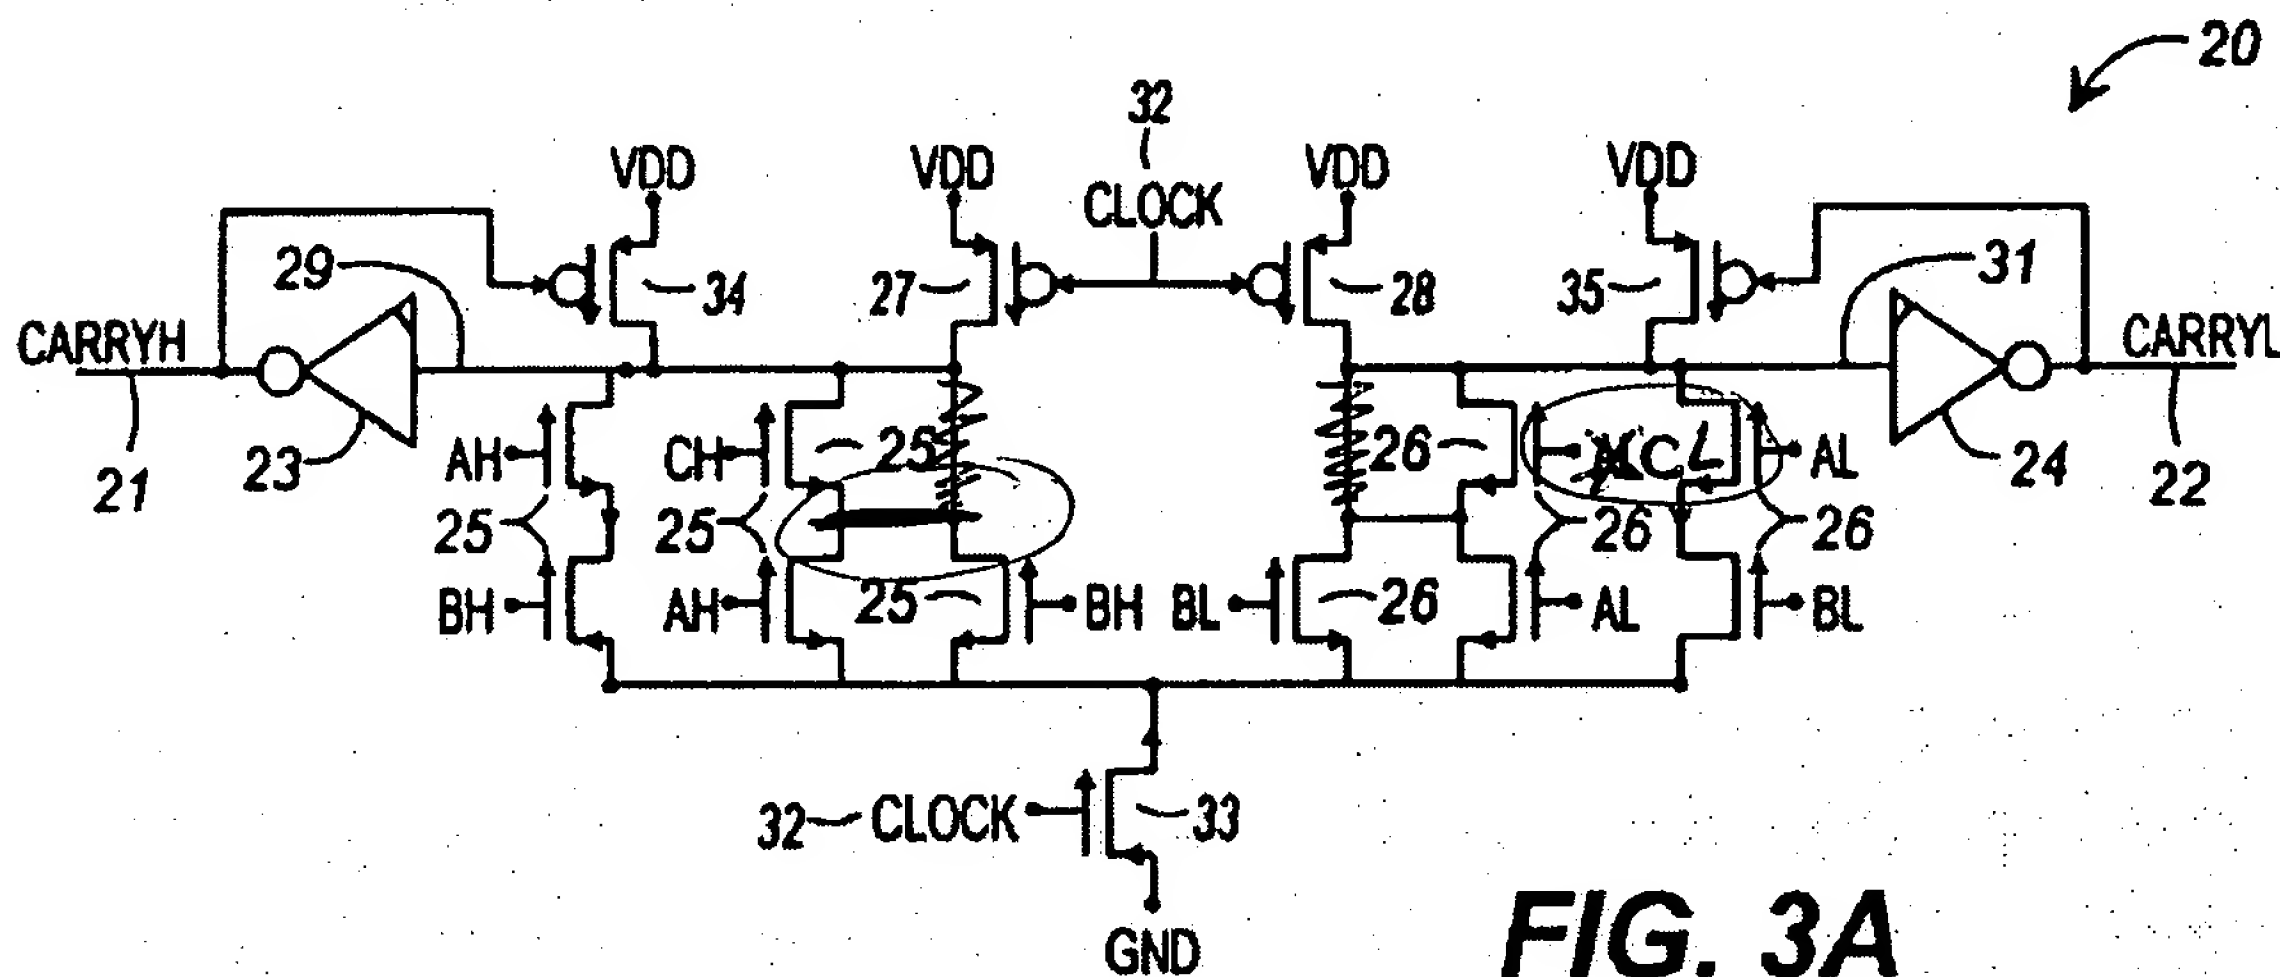 20
32
VDD VDD CLOCK VDD VDD
29 34 27 28 35 31
CARRYH CARRYL
21 23 AH CH 25 26 CL AL 24 22
25 25 26 26
BH AH 25 BH BL 26 AL BL
32 CLOCK 33
GND
FIG. 3A